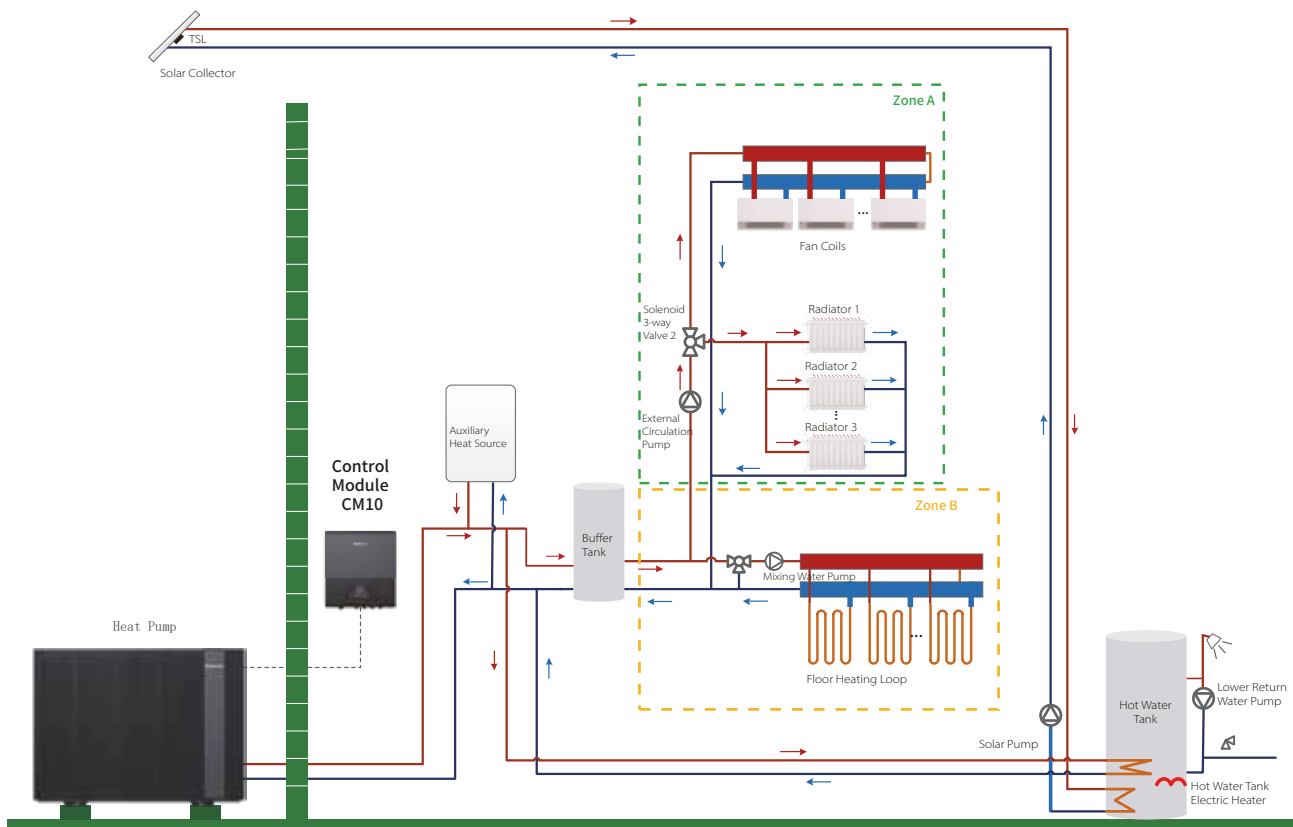 TSL
Solar Collector
Zone A
Fan Coils
Solenoid
3-way
Valve 2
Radiator 1
Radiator 2
Radiator 3
External
Circulation
Pump
Auxiliary
Heat Source
Control
Module
CM10
Buffer
Tank
Zone B
Mixing Water Pump
Floor Heating Loop
Heat Pump
Hot Water
Tank
Lower Return
Water Pump
Solar Pump
Hot Water Tank
Electric Heater